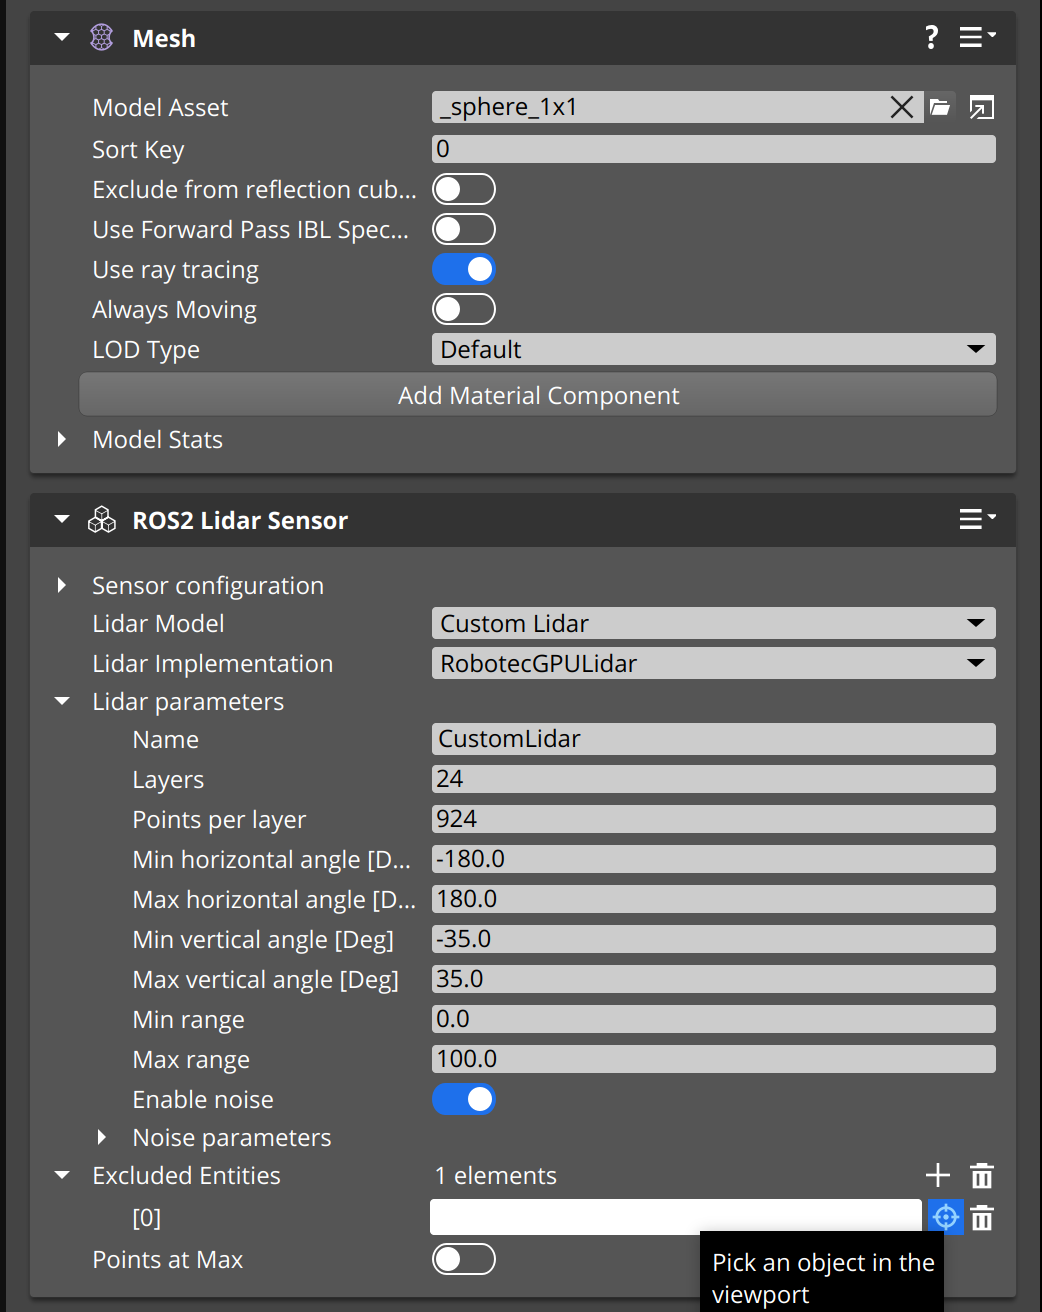 Mesh ?
Model Asset _sphere_1x1
Sort Key 0
Exclude from reflection cub...
Use Forward Pass IBL Spec...
Use ray tracing
Always Moving
LOD Type Default
Add Material Component
Model Stats
ROS2 Lidar Sensor
Sensor configuration
Lidar Model Custom Lidar
Lidar Implementation RobotecGPULidar
Lidar parameters
Name CustomLidar
Layers 24
Points per layer 924
Min horizontal angle [D... -180.0
Max horizontal angle [D... 180.0
Min vertical angle [Deg] -35.0
Max vertical angle [Deg] 35.0
Min range 0.0
Max range 100.0
Enable noise
Noise parameters
Excluded Entities 1 elements
[0]
Points at Max
Pick an object in the
viewport